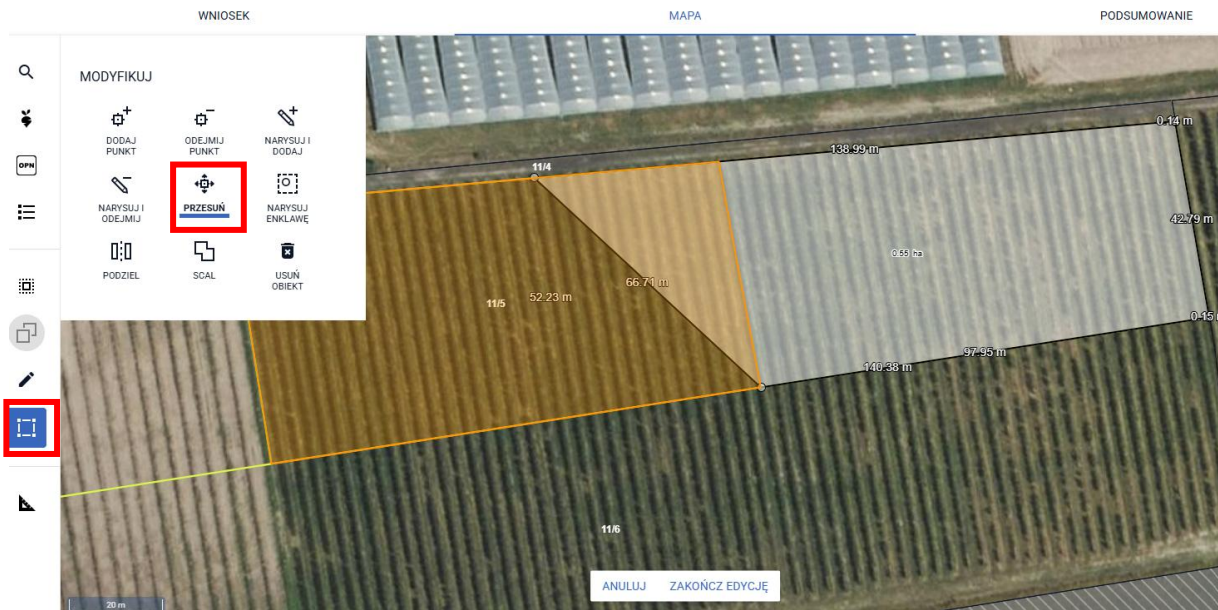 WNIOSEK
MAPA
PODSUMOWANIE
MODYFIKUJ
DODAJ
PUNKT
ODEJMIJ
PUNKT
NARYSUJ I
DODAJ
NARYSUJ I
ODEJMIJ
PRZESUŃ
NARYSUJ
ENKLAWĘ
PODZIEL
SCAL
USUŃ
OBIEKT
OPN
0.14 m
138.99 m
11/4
42.79 m
0.55 ha
66.71 m
52.23 m
11/5
0.15
97.95 m
140.38 m
11/6
ANULUJ
ZAKOŃCZ EDYCJĘ
20 m